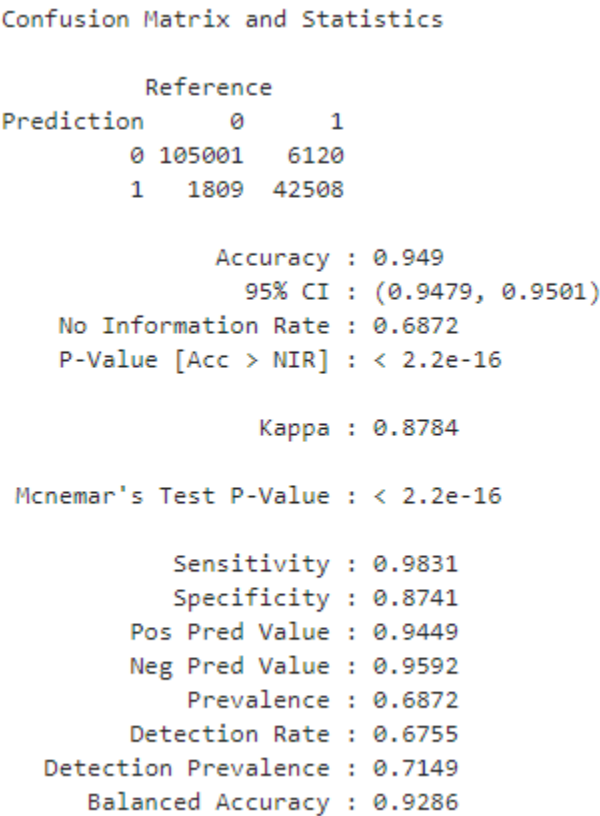 Confusion Matrix and Statistics
Reference
Prediction 0 1
0 105001 6120
1 1809 42508
Accuracy : 0.949
95% CI : (0.9479, 0.9501)
No Information Rate : 0.6872
P-Value [Acc > NIR] : < 2.2e-16
Kappa : 0.8784
Mcnemar's Test P-Value : < 2.2e-16
Sensitivity : 0.9831
Specificity : 0.8741
Pos Pred Value : 0.9449
Neg Pred Value : 0.9592
Prevalence : 0.6872
Detection Rate : 0.6755
Detection Prevalence : 0.7149
Balanced Accuracy : 0.9286